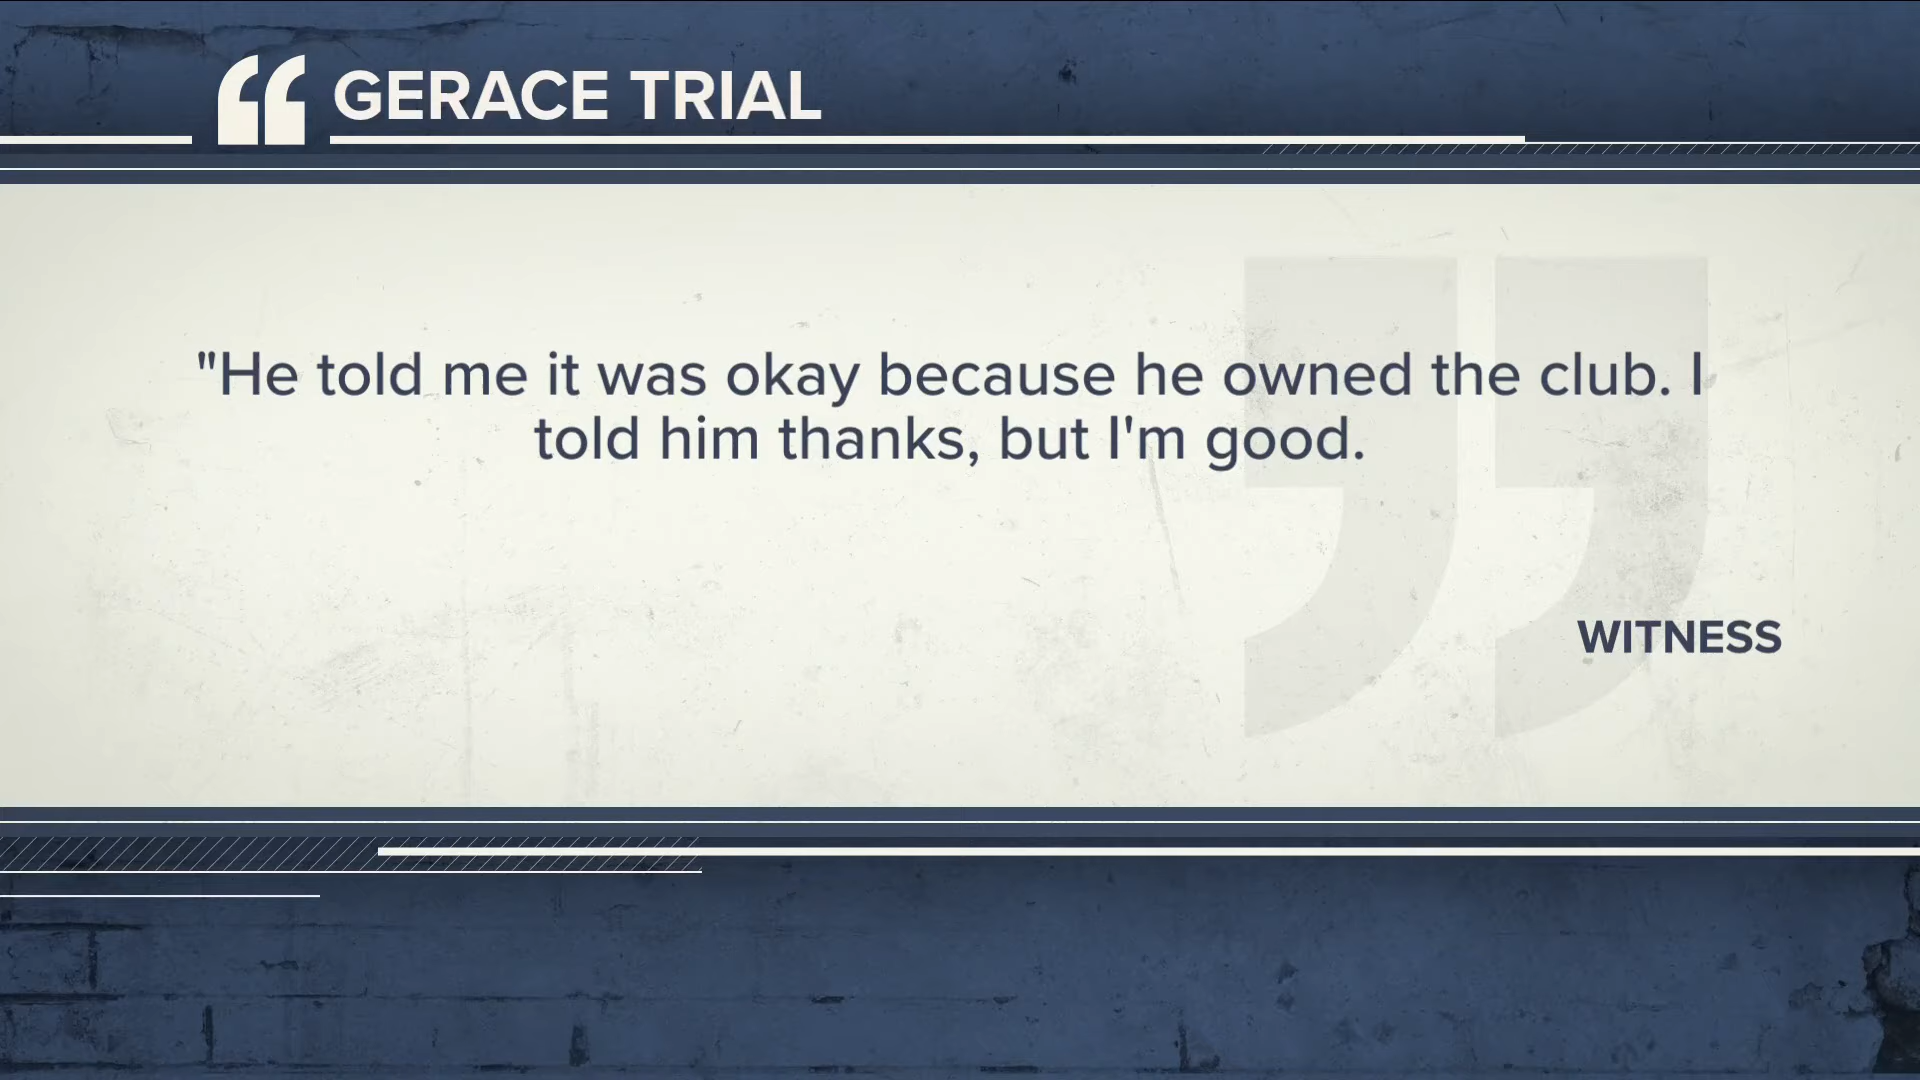 GERACE TRIAL
"He told me it was okay because he owned the club. I
told him thanks, but I'm good.
WITNESS